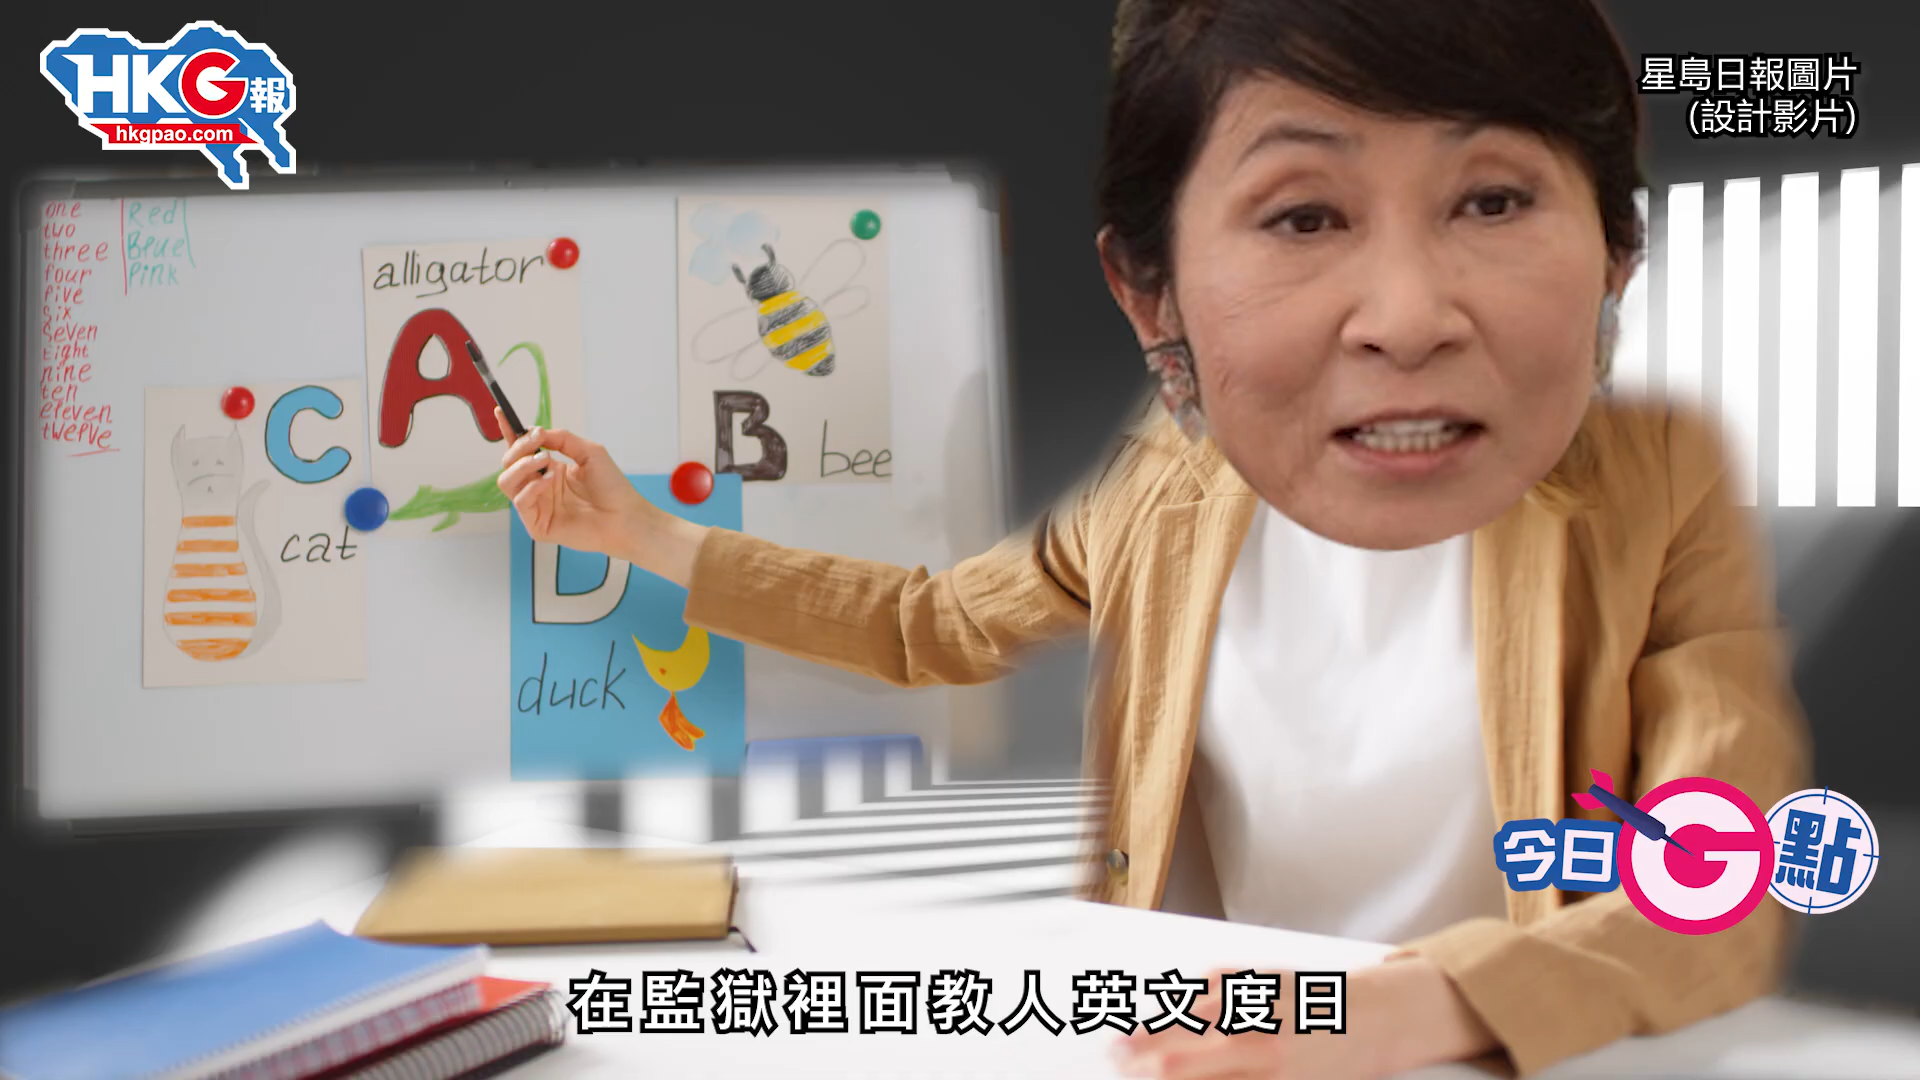 HKG報
hkgpao.com
星島日報圖片
(設計影片)
one
two
three
four
five
six
seven
Eight
nine
ten
eleven
twelve
Red
Blue
Pink
alligator
A
B
bee
C
cat
D
duck
今日G點
在監獄裡面教人英文度日